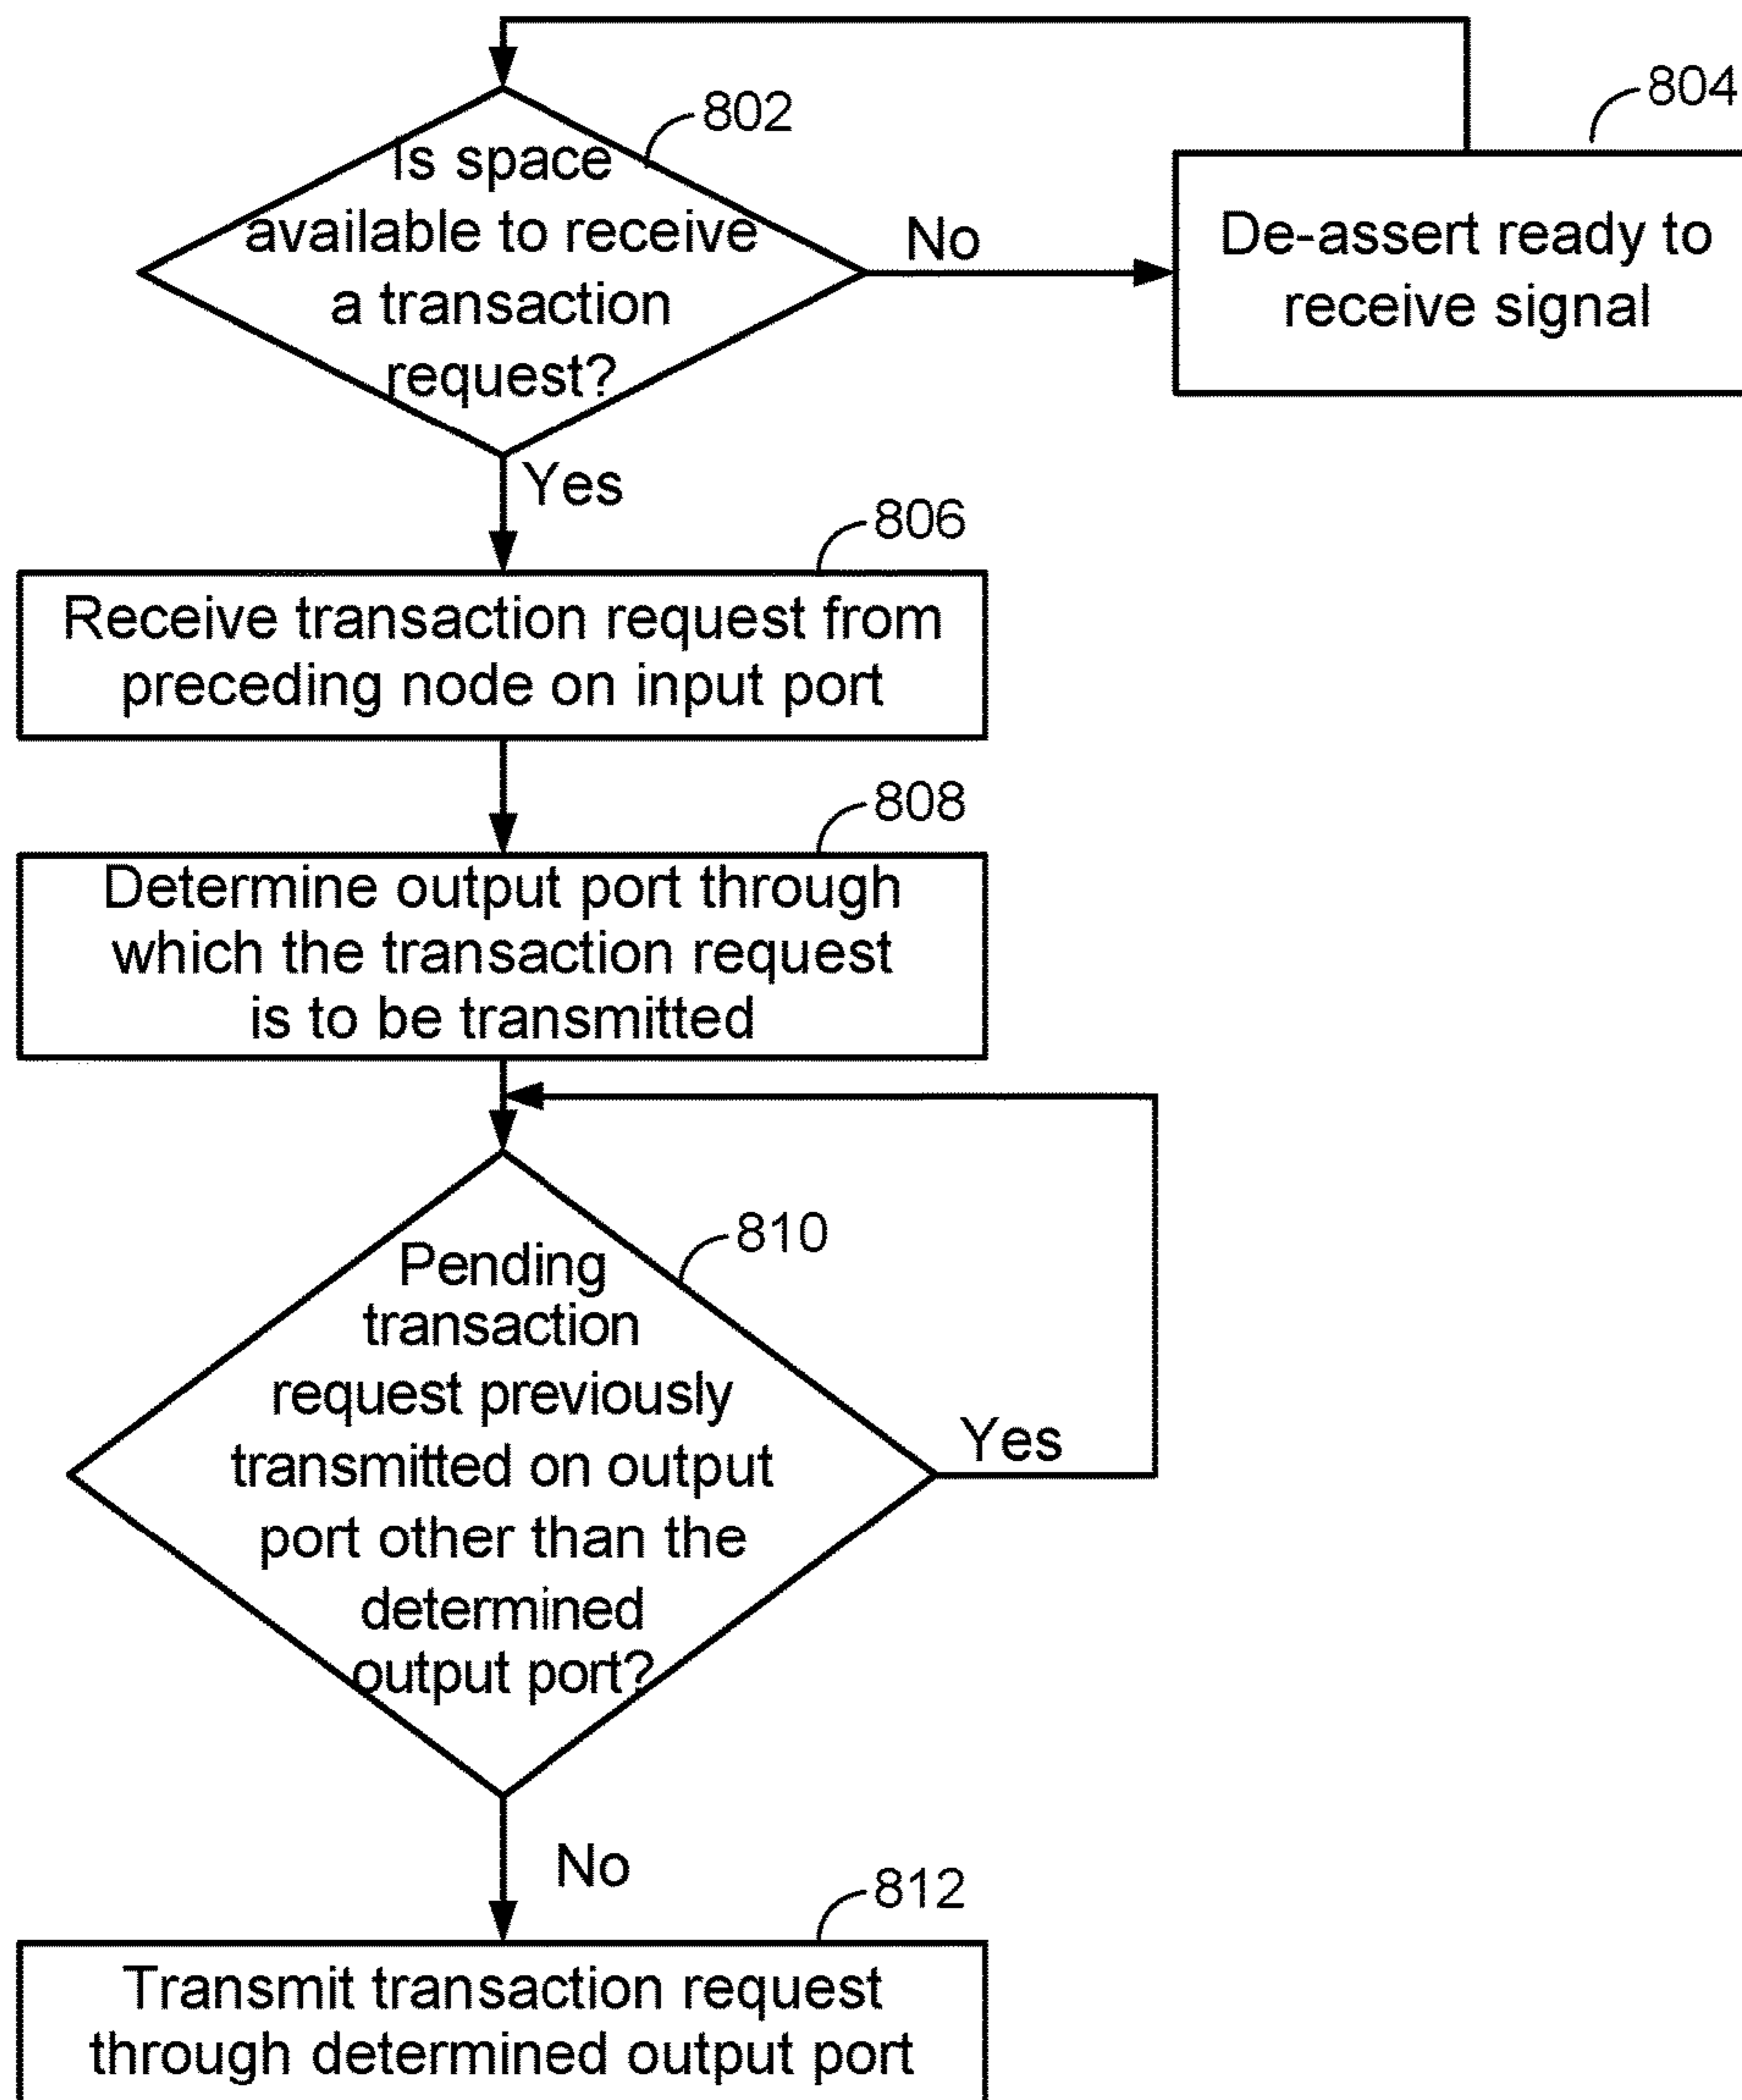 802
Is space
available to receive
a transaction
request?
No
804
De-assert ready to
receive signal
Yes
806
Receive transaction request from
preceding node on input port
808
Determine output port through
which the transaction request
is to be transmitted
810
Pending
transaction
request previously
transmitted on output
port other than the
determined
output port?
Yes
No
812
Transmit transaction request
through determined output port